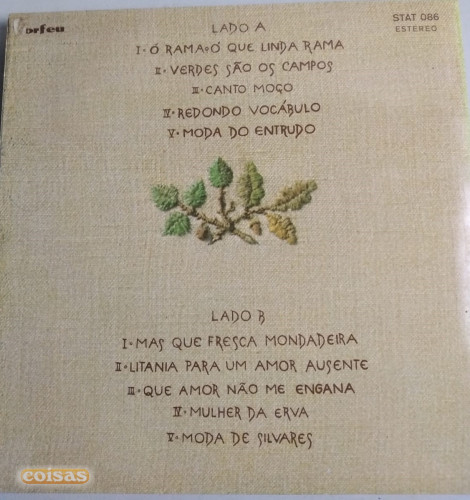 orfeu
STAT 086
ESTÉREO
LADO A
I · Ó RAMA · Ó QUE LINDA RAMA
II · VERDES SÃO OS CAMPOS
III · CANTO MOÇO
IV · REDONDO VOCÁBULO
V · MODA DO ENTRUDO
LADO B
I · MAS QUE FRESCA MONDADEIRA
II · LITANIA PARA UM AMOR AUSENTE
III · QUE AMOR NÃO ME ENGANA
IV · MULHER DA ERVA
V · MODA DE SILVARES
coisas